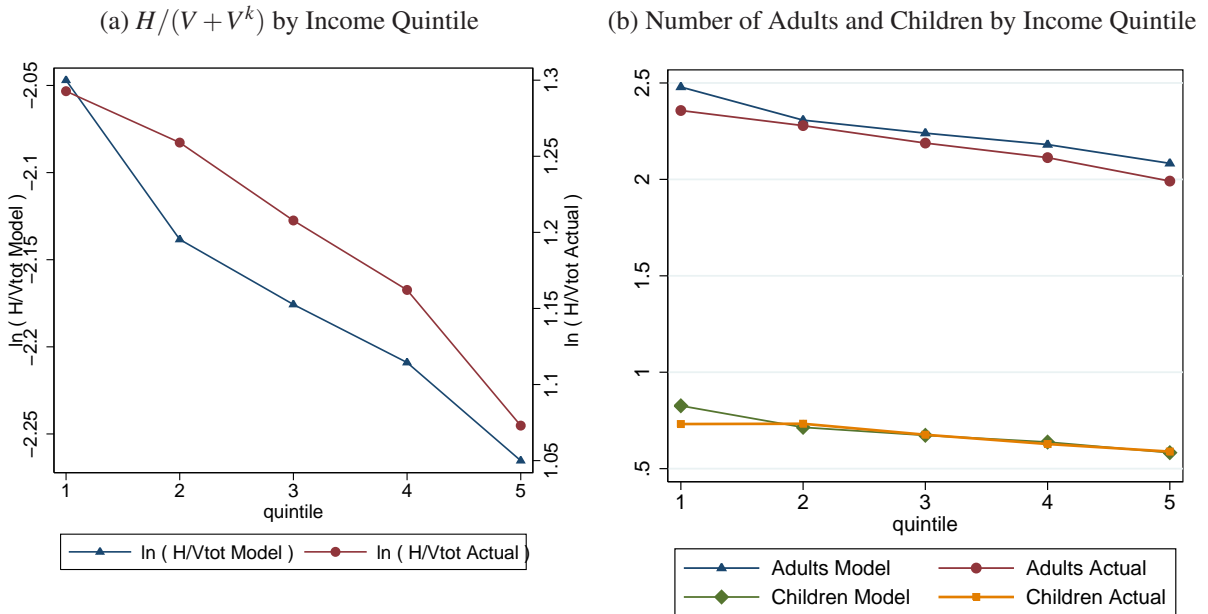 (a) H/(V+V^k) by Income Quintile
−2.05
−2.1
−2.15
−2.2
−2.25
ln ( H/Vtot Model )
1.3
1.25
1.2
1.15
1.1
1.05
ln ( H/Vtot Actual )
1 2 3 4 5
quintile
ln ( H/Vtot Model ) ln ( H/Vtot Actual )
(b) Number of Adults and Children by Income Quintile
2.5
2
1.5
1
.5
1 2 3 4 5
quintile
Adults Model Adults Actual
Children Model Children Actual